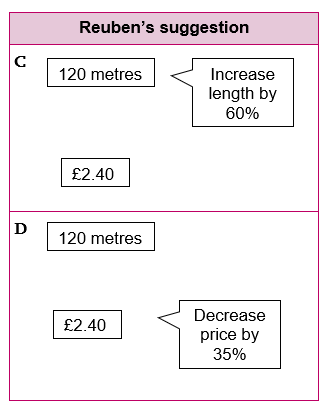 Reuben's suggestion
C
120 metres
Increase
length by
60%
£2.40
D
120 metres
£2.40
Decrease
price by
35%